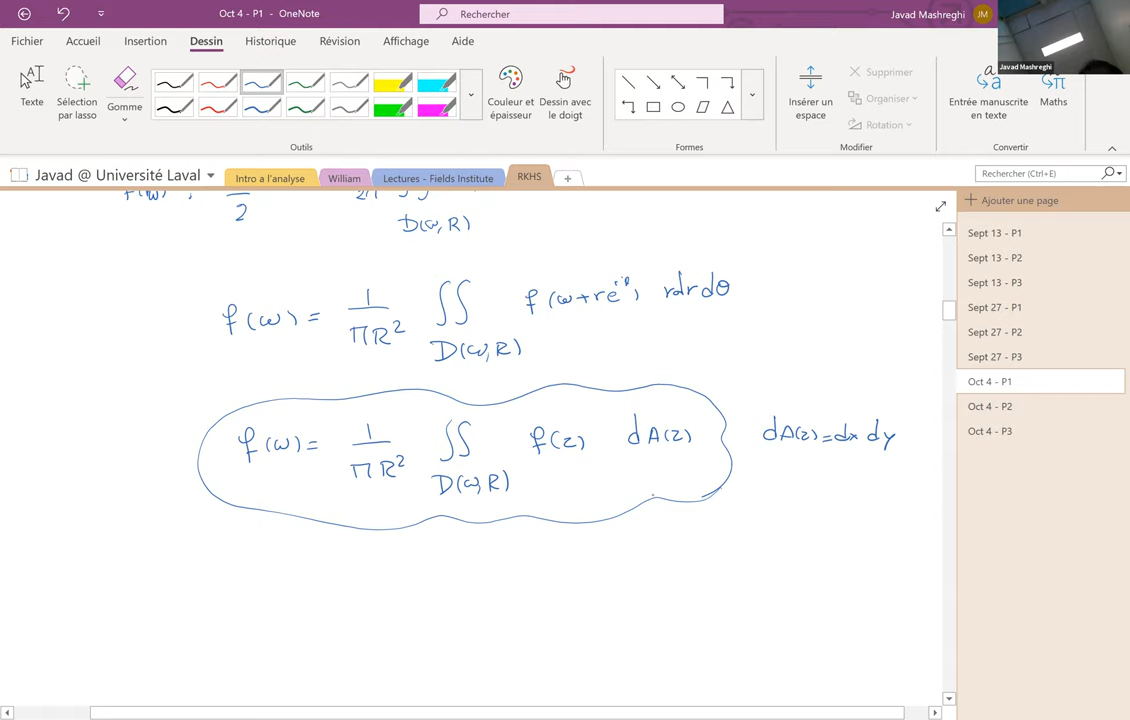 Oct 4 - P1 - OneNote
Rechercher
Javad Mashreghi
JM
Fichier Accueil Insertion Dessin Historique Révision Affichage Aide
Javad Mashreghi
Texte
Sélection par lasso
Gomme
Couleur et épaisseur
Dessin avec le doigt
Insérer un espace
Supprimer
Organiser
Rotation
Entrée manuscrite en texte
Maths
Outils
Formes
Modifier
Convertir
Javad @ Université Laval
Intro a l'analyse William Lectures - Fields Institute RKHS
Rechercher (Ctrl+E)
Ajouter une page
Sept 13 - P1
Sept 13 - P2
Sept 13 - P3
Sept 27 - P1
Sept 27 - P2
Sept 27 - P3
Oct 4 - P1
Oct 4 - P2
Oct 4 - P3
2
D(ω,R)
f(ω) = 1/πR² ∬ D(ω,R) f(ω+re^iθ) rdrdθ
f(ω) = 1/πR² ∬ D(ω,R) f(z) dA(z) dA(z)=dx dy